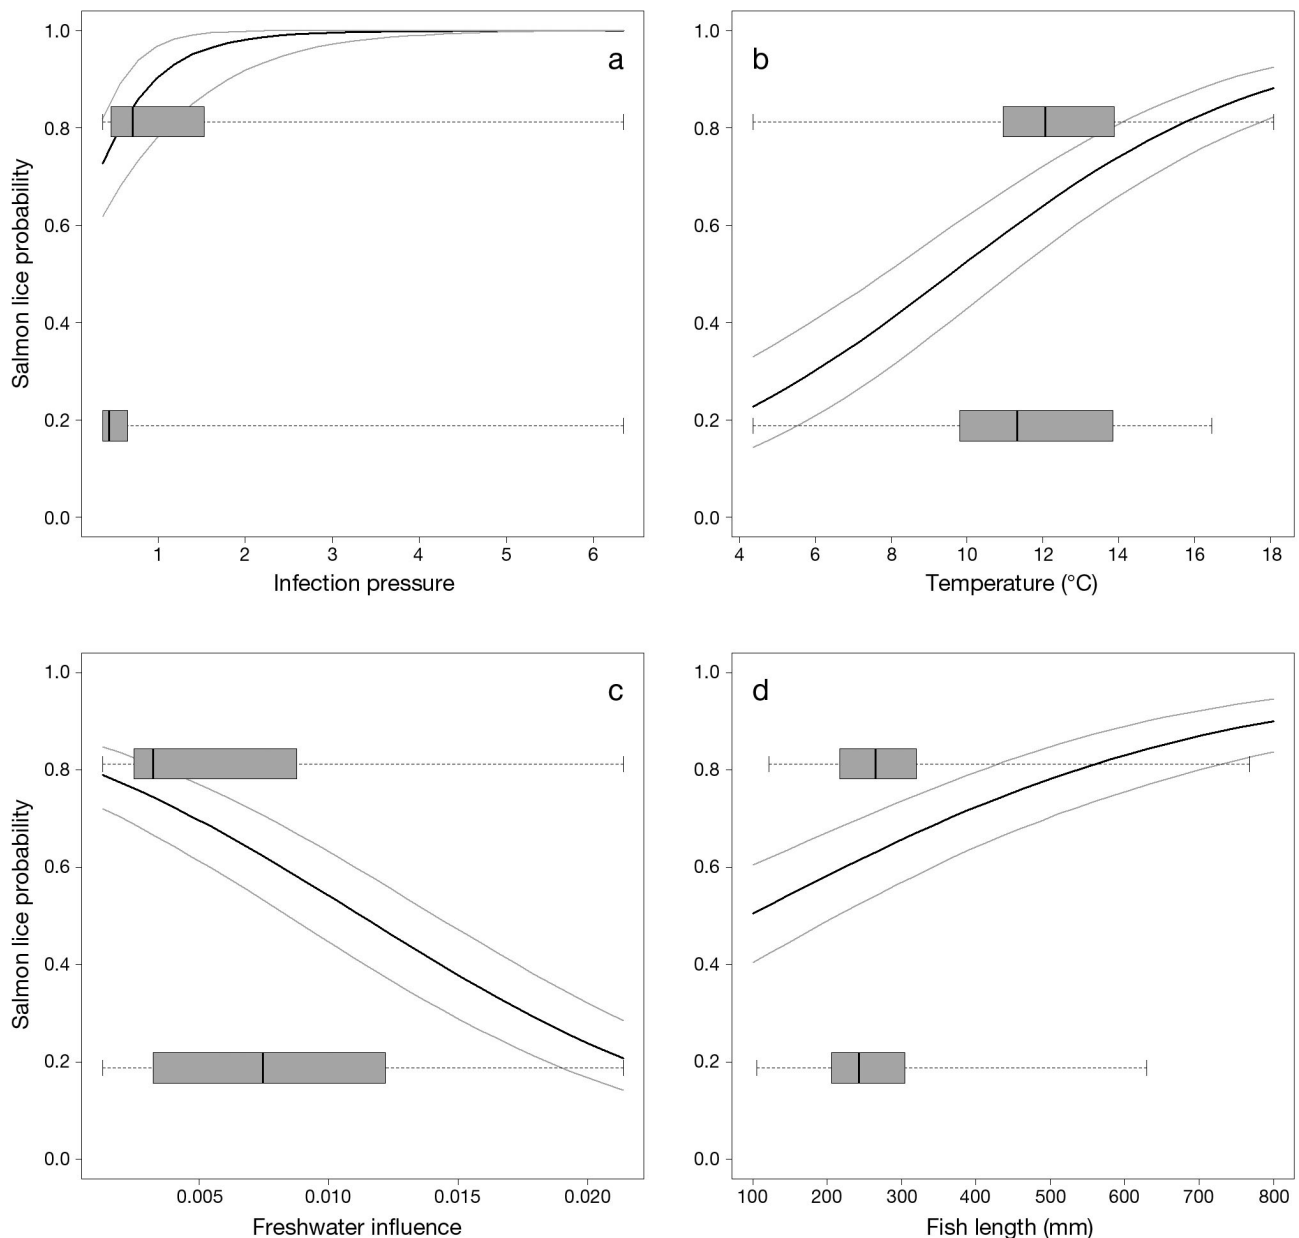 1.0
0.8
0.6
0.4
0.2
0.0
Salmon lice probability
a
1 2 3 4 5 6
Infection pressure
1.0
0.8
0.6
0.4
0.2
0.0
b
4 6 8 10 12 14 16 18
Temperature (°C)
1.0
0.8
0.6
0.4
0.2
0.0
Salmon lice probability
c
0.005 0.010 0.015 0.020
Freshwater influence
1.0
0.8
0.6
0.4
0.2
0.0
d
100 200 300 400 500 600 700 800
Fish length (mm)